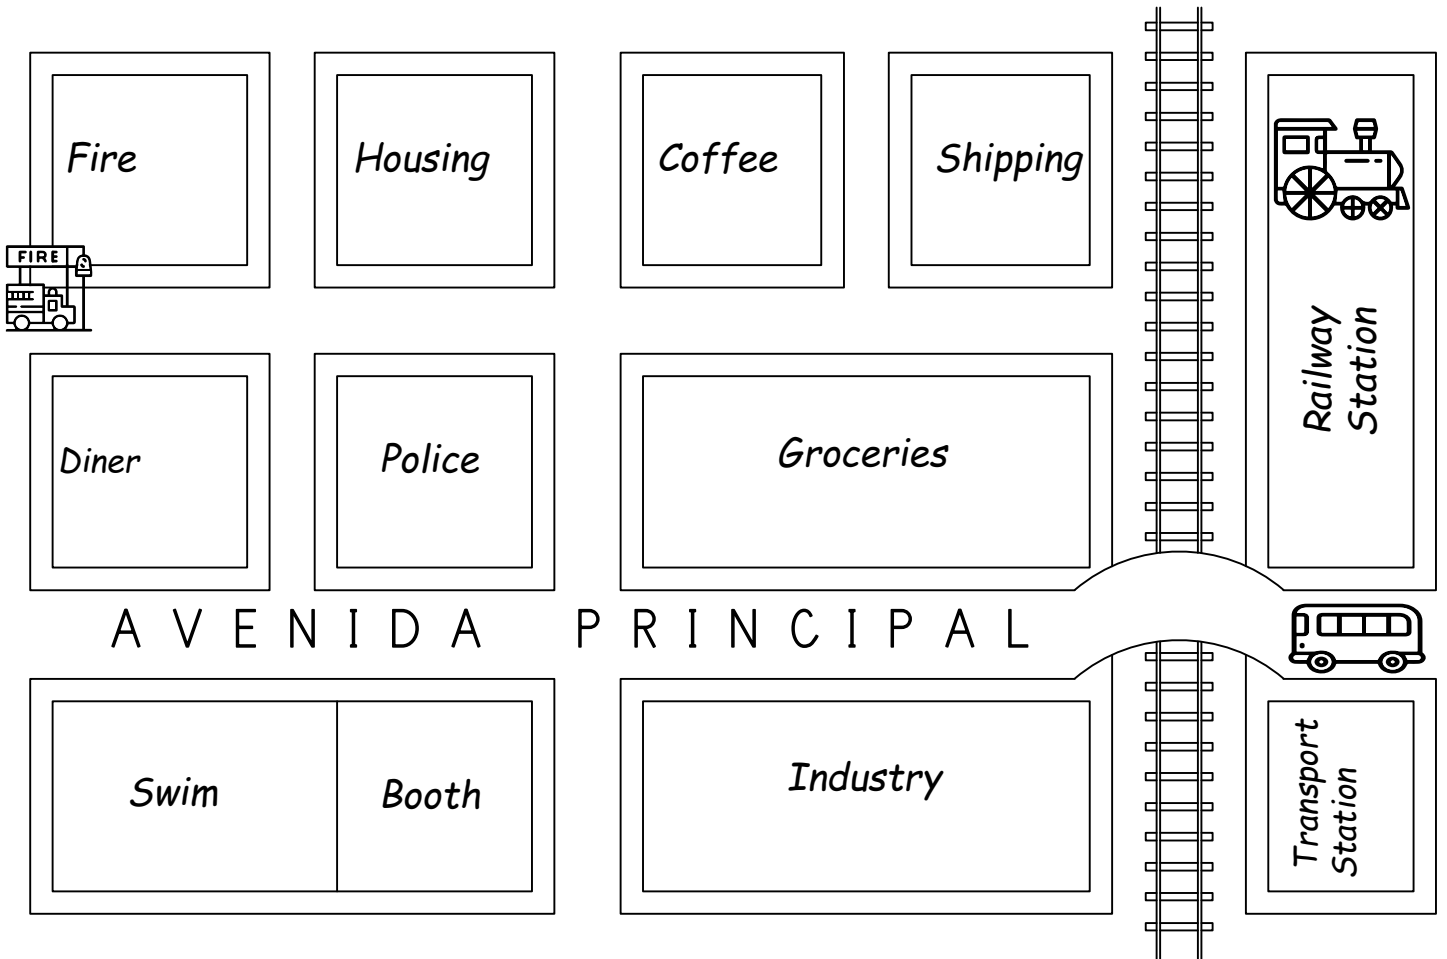 Fire
Housing
Coffee
Shipping
FIRE
Railway
Station
Diner
Police
Groceries
AVENIDA PRINCIPAL
Swim
Booth
Industry
Transport
Station